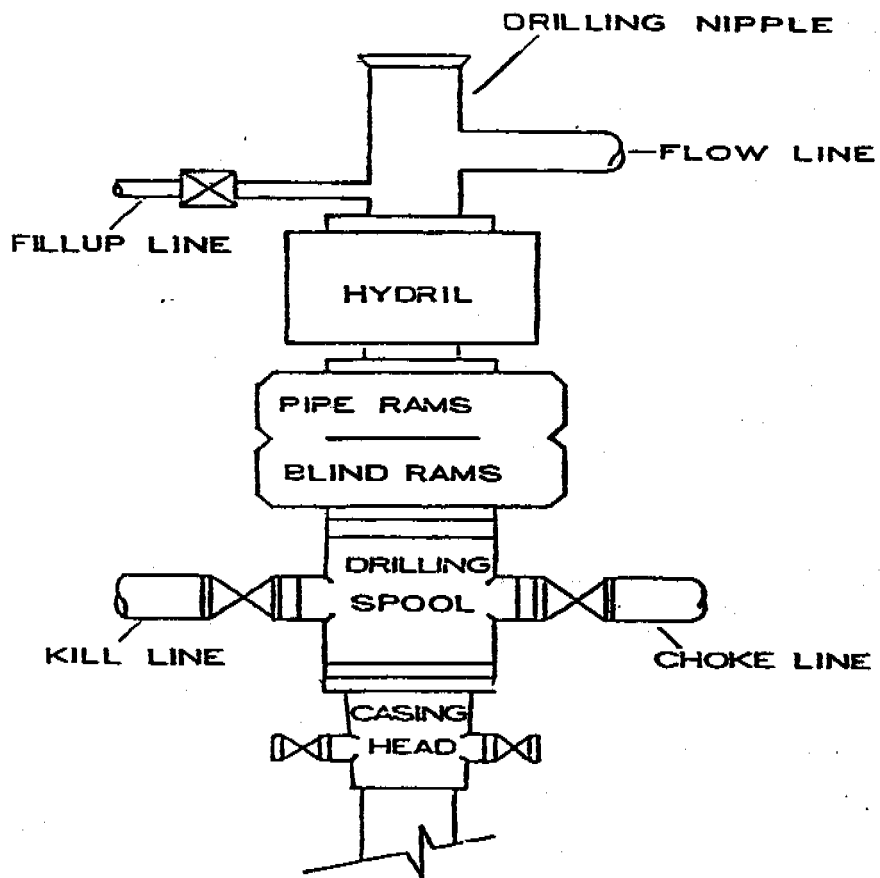 DRILLING NIPPLE
FLOW LINE
FILLUP LINE
HYDRIL
PIPE RAMS
BLIND RAMS
DRILLING
SPOOL
KILL LINE
CHOKE LINE
CASING
HEAD